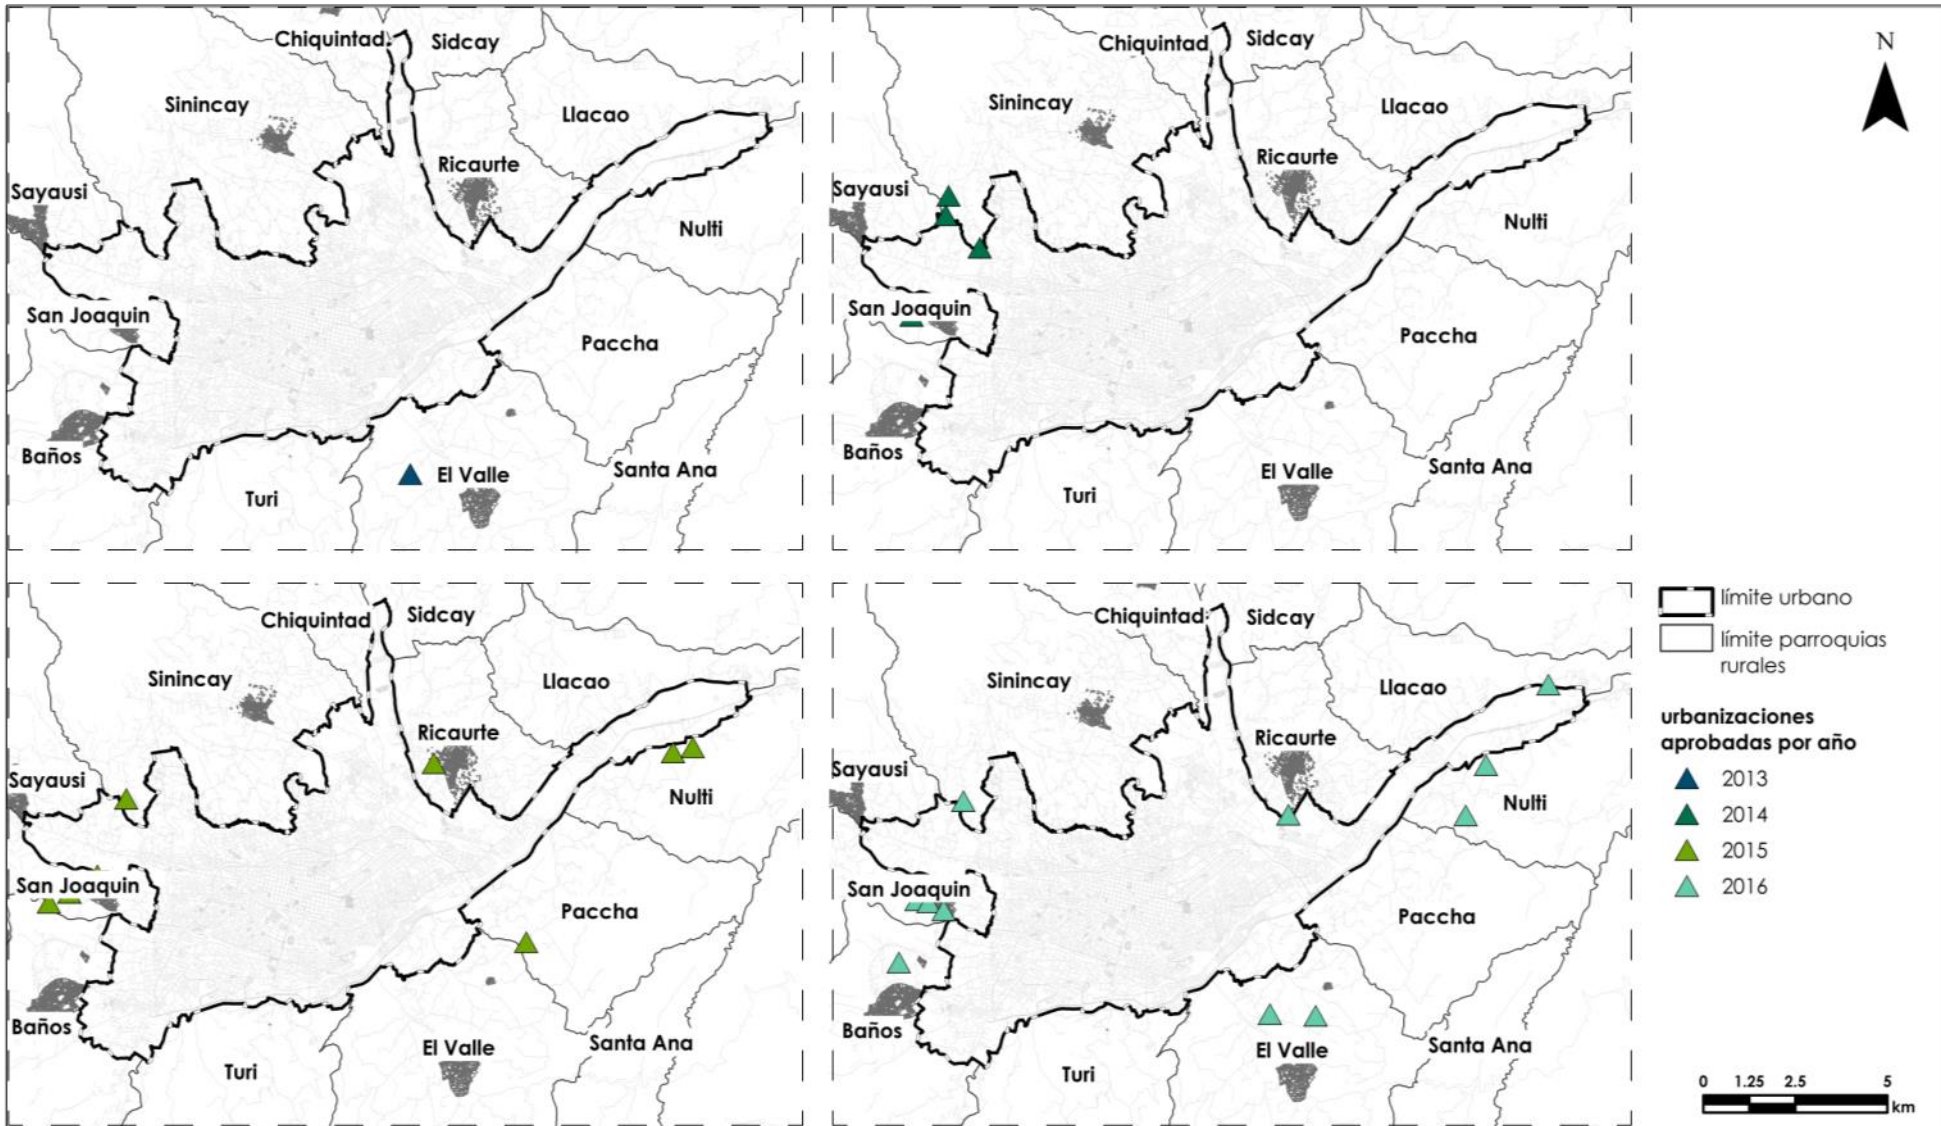 Chiquintad
Sidcay
Sinincay
Llacao
Ricaurte
Sayausi
Nulti
San Joaquin
Paccha
Baños
El Valle
Santa Ana
Turi
Chiquintad
Sidcay
Sinincay
Llacao
Ricaurte
Sayausi
Nulti
San Joaquin
Paccha
Baños
El Valle
Santa Ana
Turi
N
Chiquintad
Sidcay
Sinincay
Llacao
Ricaurte
Sayausi
Nulti
San Joaquin
Paccha
Baños
El Valle
Santa Ana
Turi
Chiquintad
Sidcay
Sinincay
Llacao
Ricaurte
Sayausi
Nulti
San Joaquin
Paccha
Baños
El Valle
Santa Ana
Turi
límite urbano
límite parroquias
rurales
urbanizaciones
aprobadas por año
2013
2014
2015
2016
0 1.25 2.5 5
km